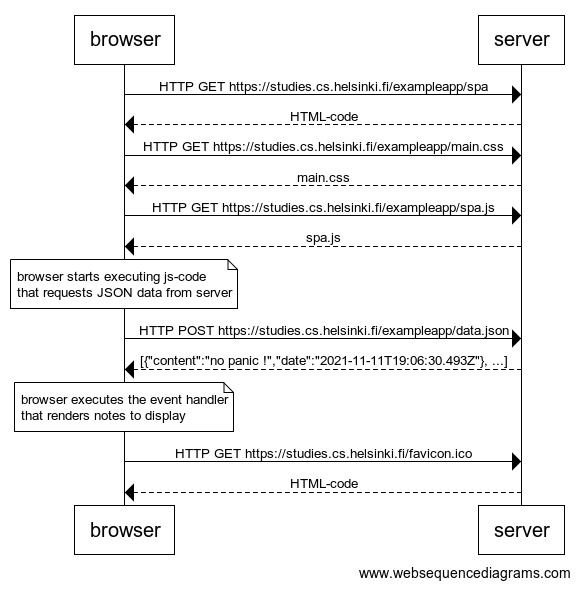 browser
server
HTTP GET https://studies.cs.helsinki.fi/exampleapp/spa
HTML-code
HTTP GET https://studies.cs.helsinki.fi/exampleapp/main.css
main.css
HTTP GET https://studies.cs.helsinki.fi/exampleapp/spa.js
spa.js
browser starts executing js-code
that requests JSON data from server
HTTP POST https://studies.cs.helsinki.fi/exampleapp/data.json
[{"content":"no panic !","date":"2021-11-11T19:06:30.493Z"}, ...]
browser executes the event handler
that renders notes to display
HTTP GET https://studies.cs.helsinki.fi/favicon.ico
HTML-code
browser
server
www.websequencediagrams.com